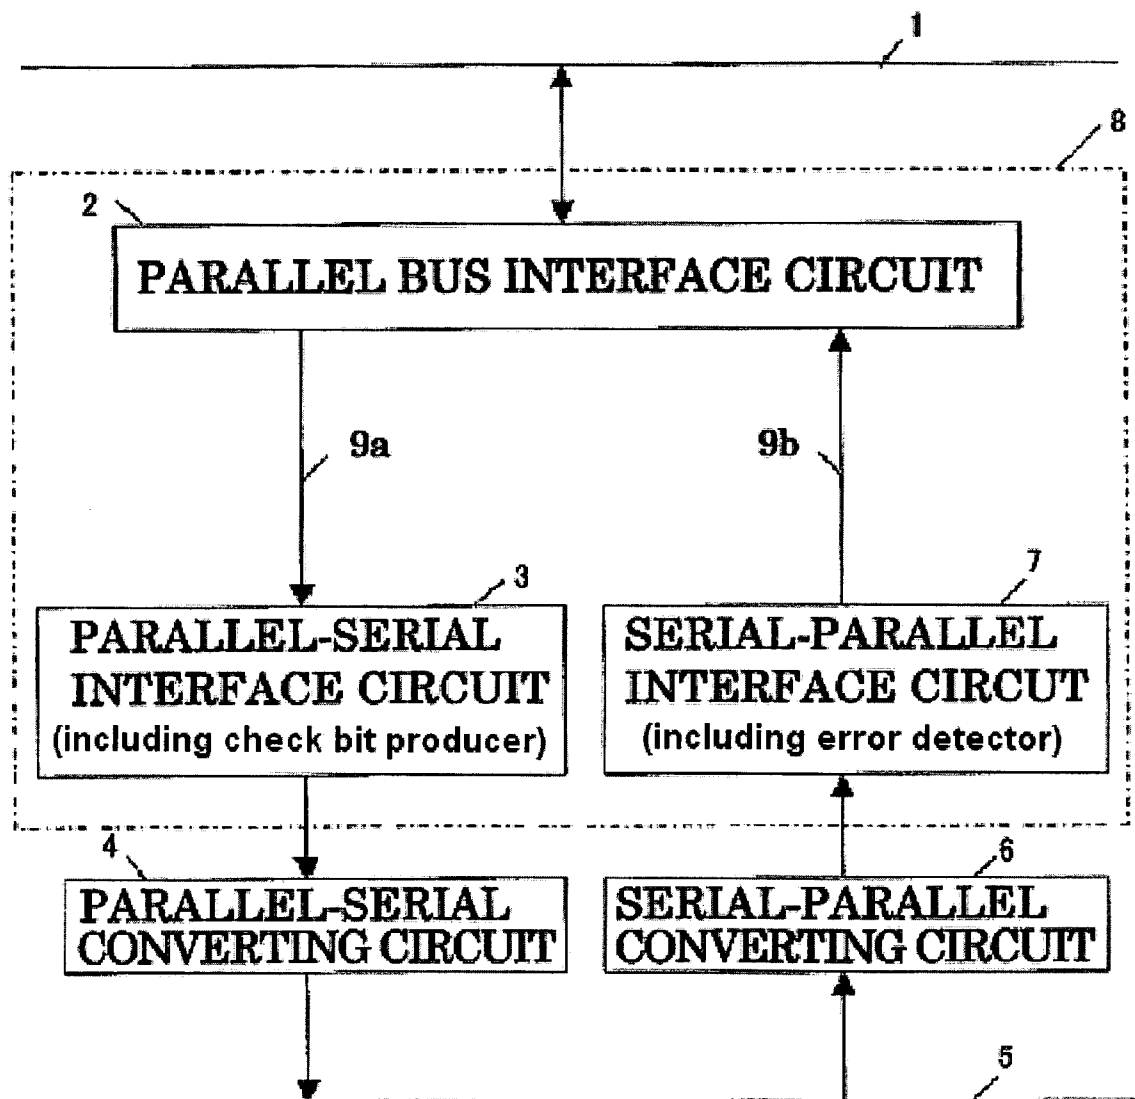 1
8
2
PARALLEL BUS INTERFACE CIRCUIT
9a
9b
3
PARALLEL-SERIAL
INTERFACE CIRCUIT
(including check bit producer)
7
SERIAL-PARALLEL
INTERFACE CIRCUT
(including error detector)
4
PARALLEL-SERIAL
CONVERTING CIRCUIT
6
SERIAL-PARALLEL
CONVERTING CIRCUIT
5